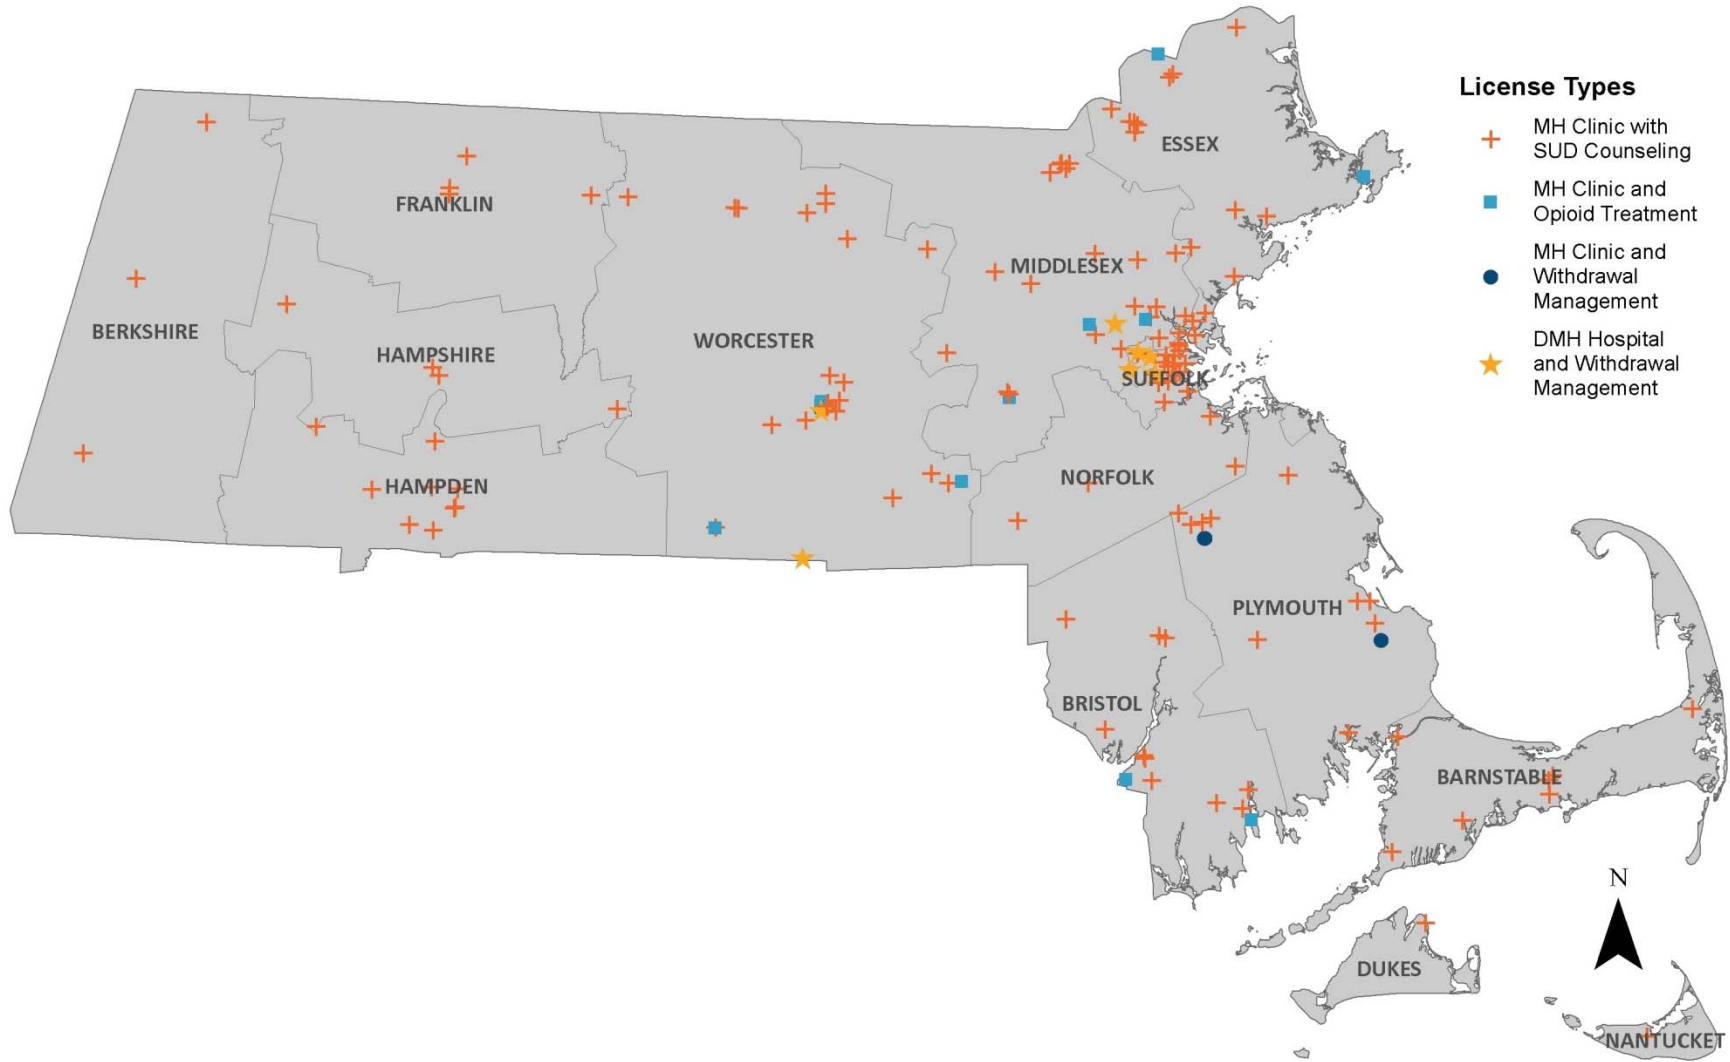 License Types
MH Clinic with
SUD Counseling
MH Clinic and
Opioid Treatment
MH Clinic and
Withdrawal
Management
DMH Hospital
and Withdrawal
Management
ESSEX
FRANKLIN
MIDDLESEX
BERKSHIRE
WORCESTER
HAMPSHIRE
SUFFOLK
NORFOLK
HAMPDEN
PLYMOUTH
BRISTOL
BARNSTABLE
N
DUKES
NANTUCKET